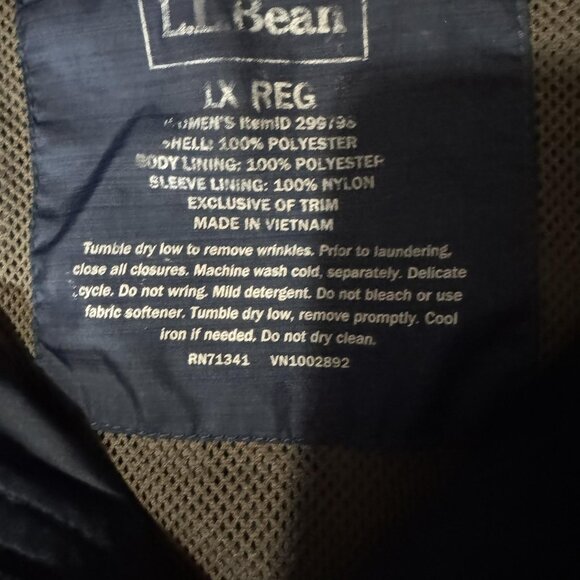 L.L.Bean
1X REG
WOMEN'S ItemID 299798
SHELL: 100% POLYESTER
BODY LINING: 100% POLYESTER
SLEEVE LINING: 100% NYLON
EXCLUSIVE OF TRIM
MADE IN VIETNAM
Tumble dry low to remove wrinkles. Prior to laundering,
close all closures. Machine wash cold, separately. Delicate
cycle. Do not wring. Mild detergent. Do not bleach or use
fabric softener. Tumble dry low, remove promptly. Cool
iron if needed. Do not dry clean.
RN71341 VN1002892